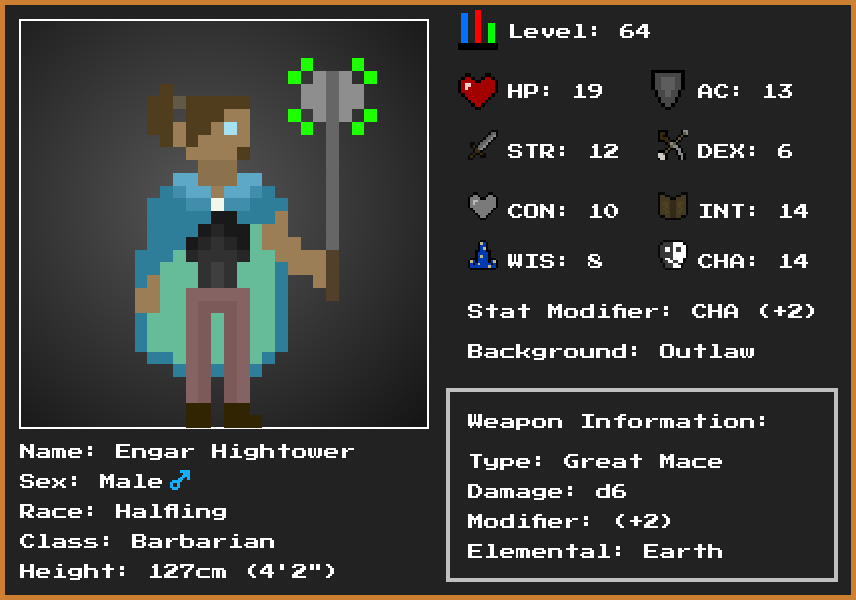 Level: 64
HP: 19 AC: 13
STR: 12 DEX: 6
CON: 10 INT: 14
WIS: 8 CHA: 14
Stat Modifier: CHA (+2)
Background: Outlaw
Weapon Information:
Type: Great Mace
Damage: d6
Modifier: (+2)
Elemental: Earth
Name: Engar Hightower
Sex: Male♂
Race: Halfling
Class: Barbarian
Height: 127cm (4'2")